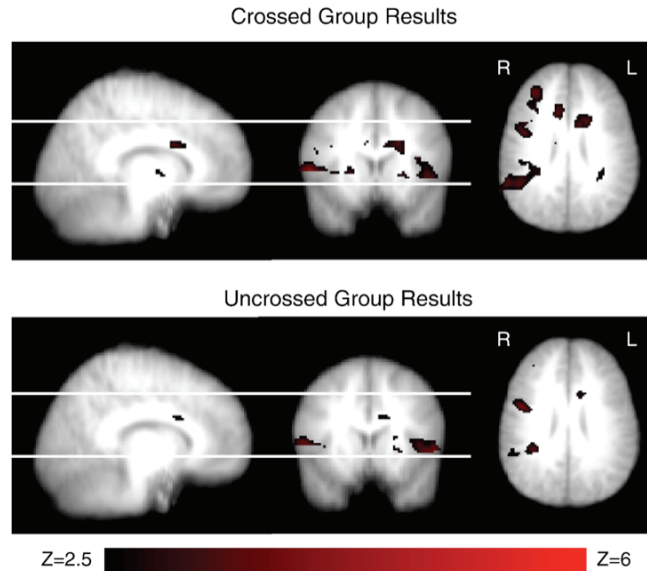 Crossed Group Results
R L
Uncrossed Group Results
R L
Z=2.5 Z=6